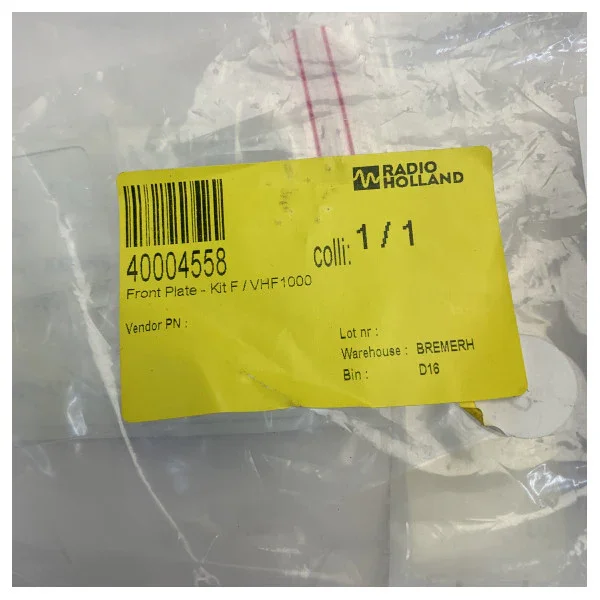 RADIO
HOLLAND
40004558
colli: 1 / 1
Front Plate - Kit F / VHF1000
Vendor PN :
Lot nr :
Warehouse : BREMERH
Bin : D16